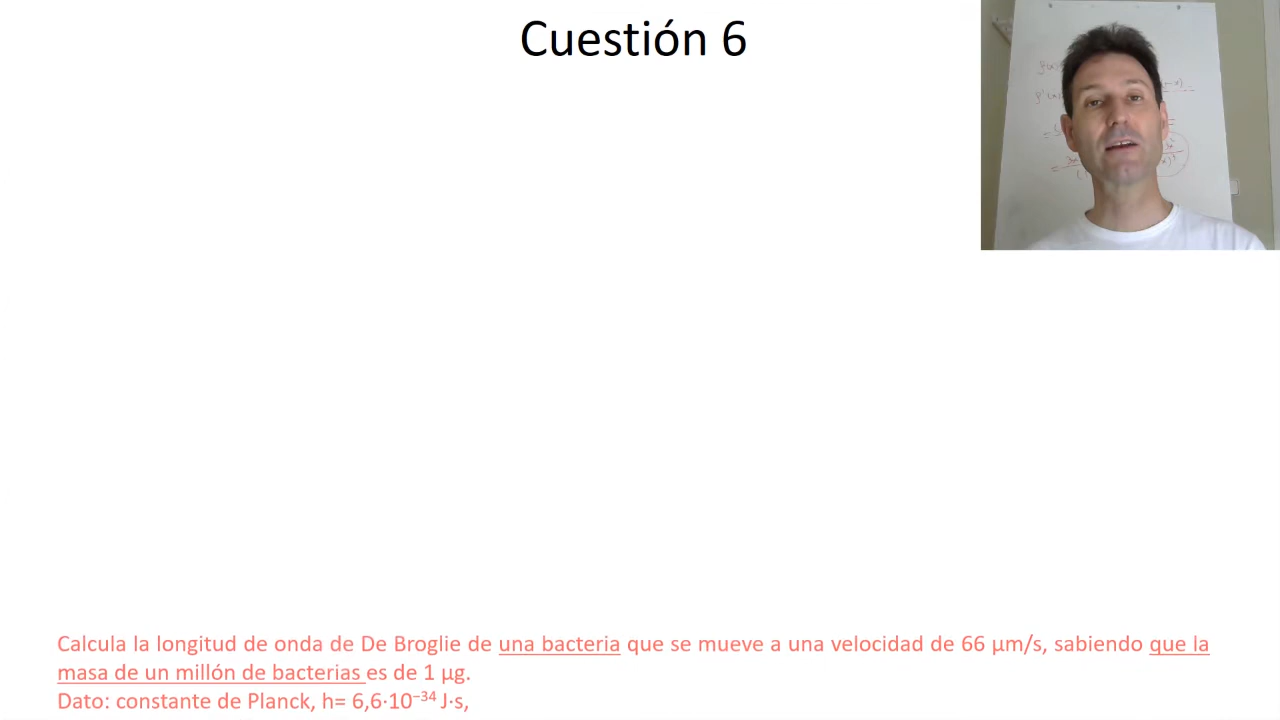 Cuestión 6
Calcula la longitud de onda de De Broglie de una bacteria que se mueve a una velocidad de 66 µm/s, sabiendo que la
masa de un millón de bacterias es de 1 µg.
Dato: constante de Planck, h= 6,6·10⁻³⁴ J·s,